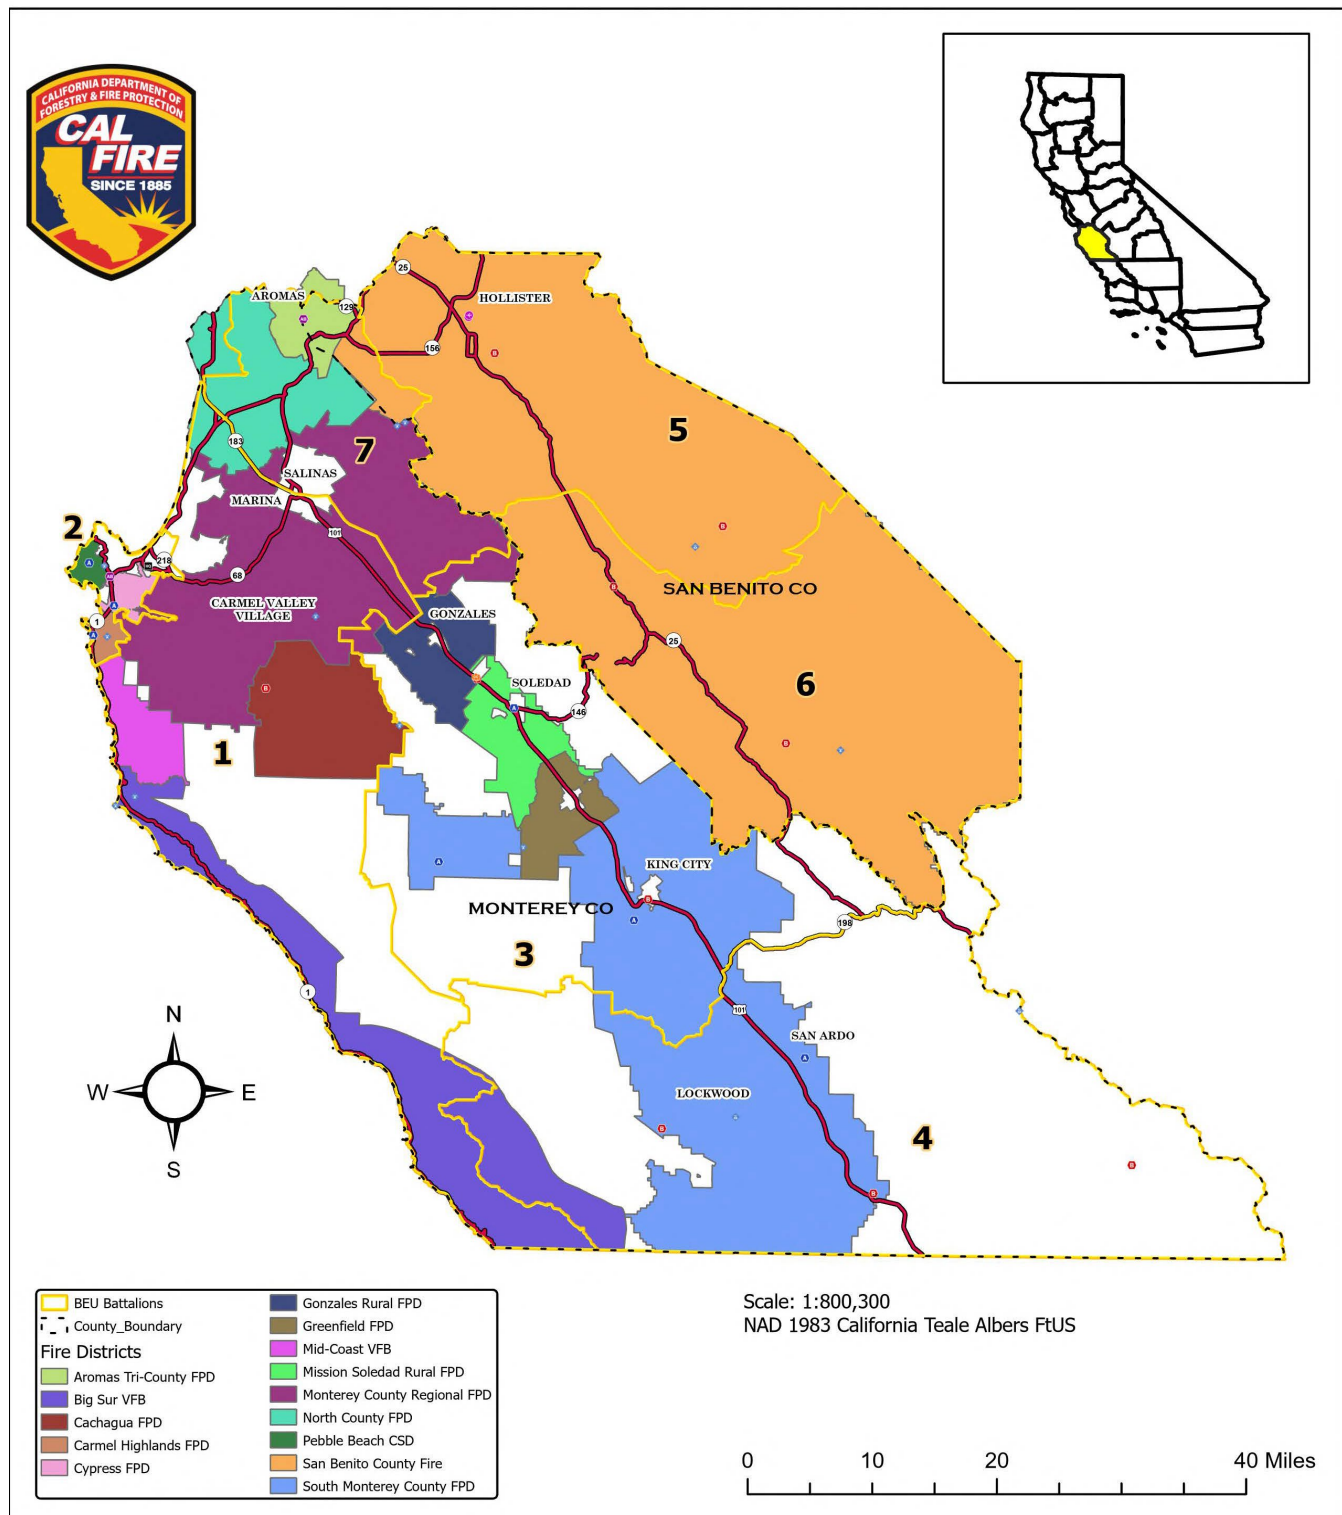 CALIFORNIA DEPARTMENT OF
FORESTRY & FIRE PROTECTION
CAL
FIRE
SINCE 1885
25
AROMAS
129
HOLLISTER
156
5
183
7
SALINAS
MARINA
2
101
218
68
SAN BENITO CO
CARMEL VALLEY
VILLAGE
GONZALES
1
25
SOLEDAD
6
146
1
KING CITY
MONTEREY CO
198
3
1
101
N
SAN ARDO
W
E
LOCKWOOD
4
S
BEU Battalions
County_Boundary
Fire Districts
Aromas Tri-County FPD
Big Sur VFB
Cachagua FPD
Carmel Highlands FPD
Cypress FPD
Gonzales Rural FPD
Greenfield FPD
Mid-Coast VFB
Mission Soledad Rural FPD
Monterey County Regional FPD
North County FPD
Pebble Beach CSD
San Benito County Fire
South Monterey County FPD
Scale: 1:800,300
NAD 1983 California Teale Albers FtUS
0 10 20 40 Miles